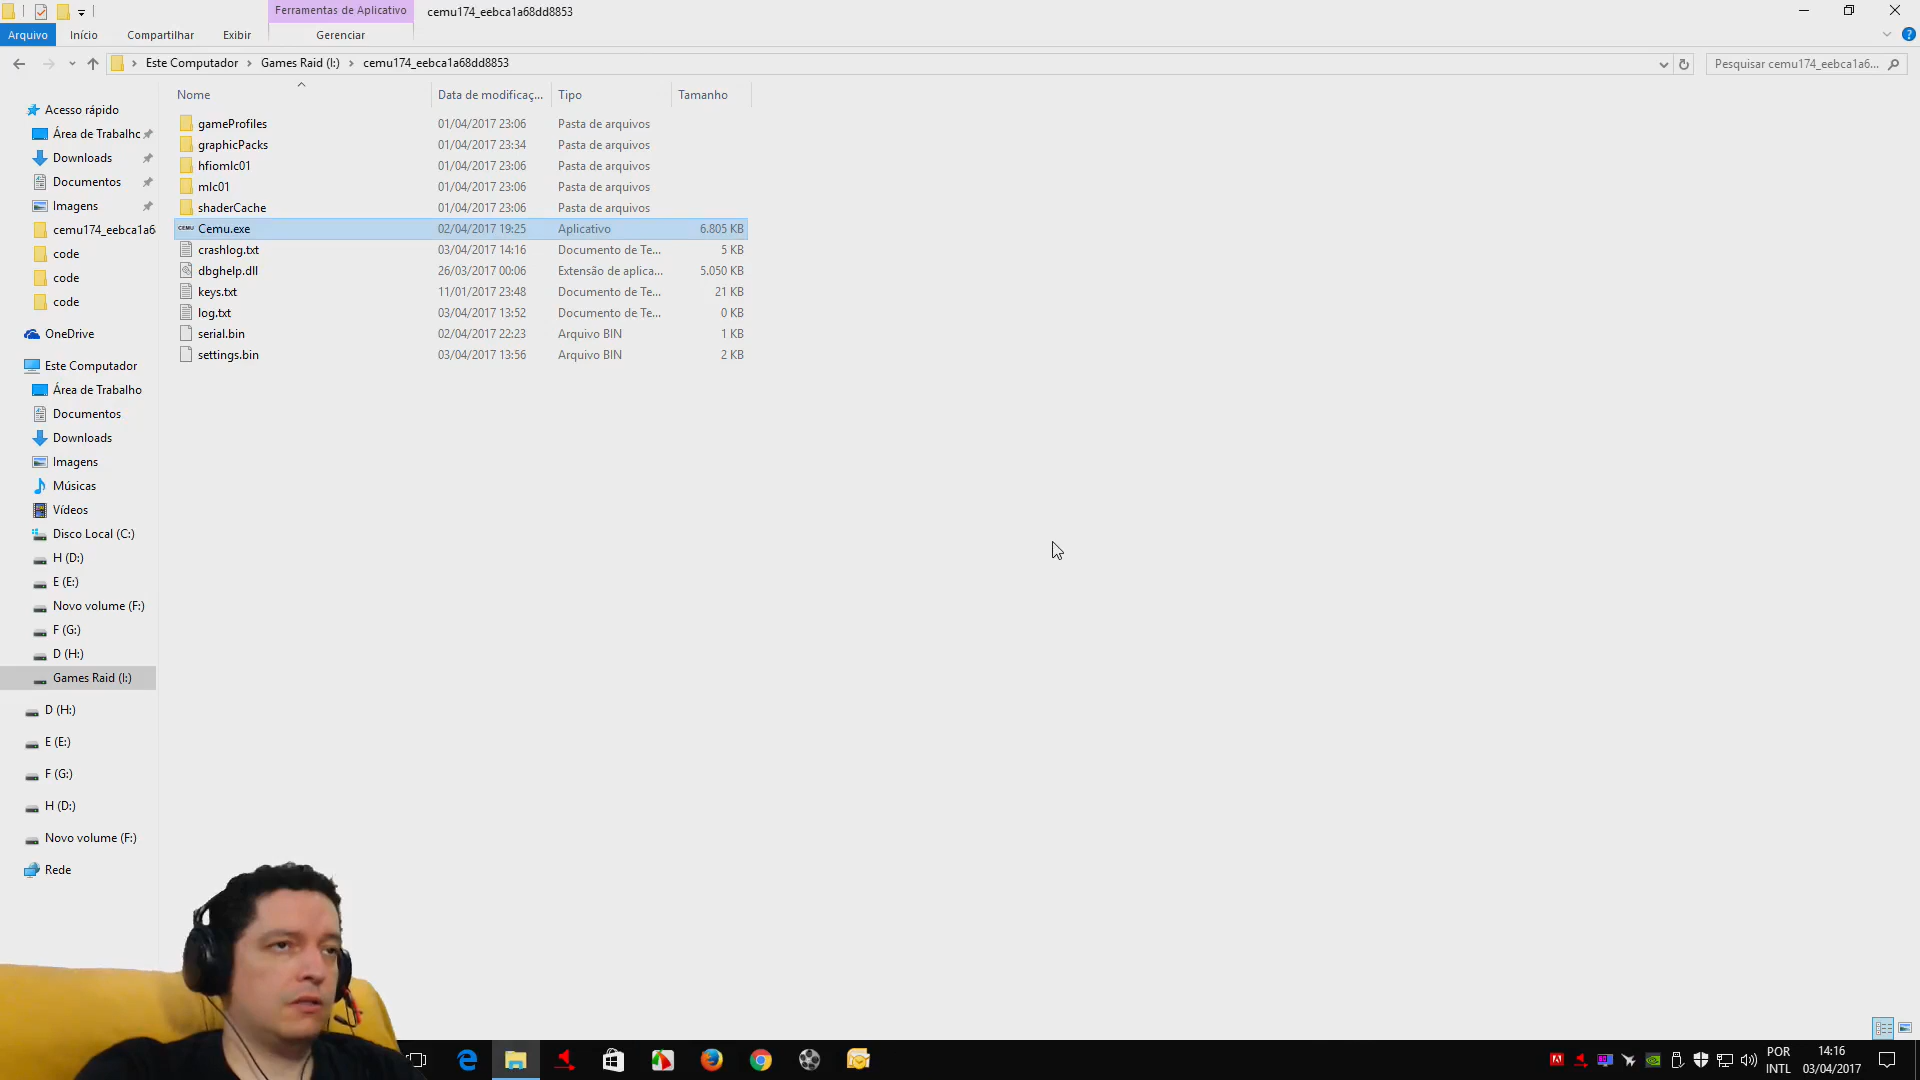 Ferramentas de Aplicativo
cemu174_eebca1a68dd8853
Arquivo
Início
Compartilhar
Exibir
Gerenciar
Este Computador
Games Raid (I:)
cemu174_eebca1a68dd8853
Pesquisar cemu174_eebca1a6...
Nome
Data de modificaç...
Tipo
Tamanho
gameProfiles 01/04/2017 23:06 Pasta de arquivos
graphicPacks 01/04/2017 23:34 Pasta de arquivos
hfiomlc01 01/04/2017 23:06 Pasta de arquivos
mlc01 01/04/2017 23:06 Pasta de arquivos
shaderCache 01/04/2017 23:06 Pasta de arquivos
CEMU Cemu.exe 02/04/2017 19:25 Aplicativo 6.805 KB
crashlog.txt 03/04/2017 14:16 Documento de Te... 5 KB
dbghelp.dll 26/03/2017 00:06 Extensão de aplica... 5.050 KB
keys.txt 11/01/2017 23:48 Documento de Te... 21 KB
log.txt 03/04/2017 13:52 Documento de Te... 0 KB
serial.bin 02/04/2017 22:23 Arquivo BIN 1 KB
settings.bin 03/04/2017 13:56 Arquivo BIN 2 KB
Acesso rápido
Área de Trabalhc
Downloads
Documentos
Imagens
cemu174_eebca1a6
code
code
code
OneDrive
Este Computador
Área de Trabalho
Documentos
Downloads
Imagens
Músicas
Vídeos
Disco Local (C:)
H (D:)
E (E:)
Novo volume (F:)
F (G:)
D (H:)
Games Raid (I:)
D (H:)
E (E:)
F (G:)
H (D:)
Novo volume (F:)
Rede
POR
INTL
14:16
03/04/2017